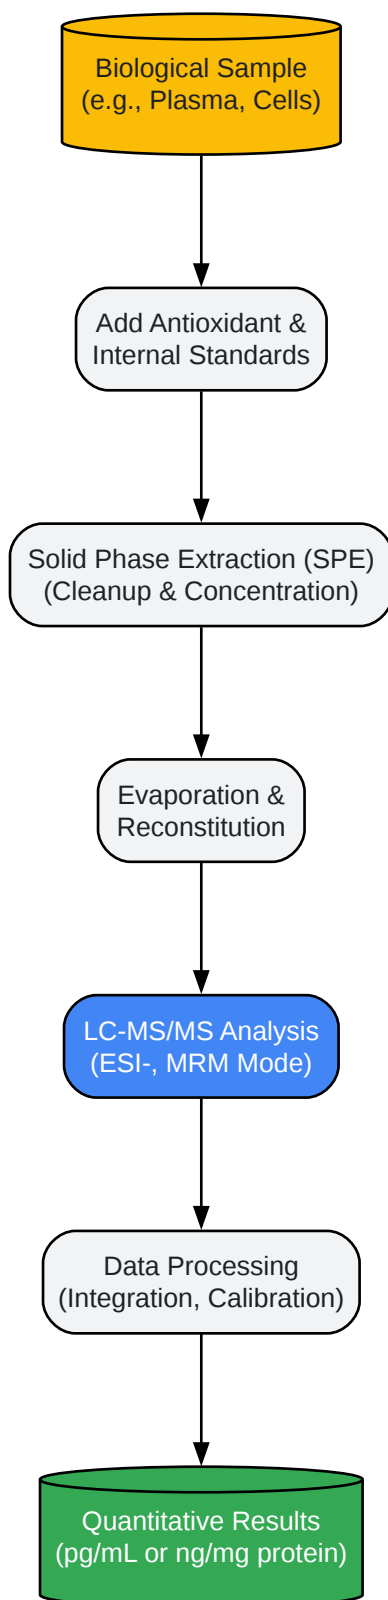 Biological Sample
(e.g., Plasma, Cells)
Add Antioxidant &
Internal Standards
Solid Phase Extraction (SPE)
(Cleanup & Concentration)
Evaporation &
Reconstitution
LC-MS/MS Analysis
(ESI-, MRM Mode)
Data Processing
(Integration, Calibration)
Quantitative Results
(pg/mL or ng/mg protein)